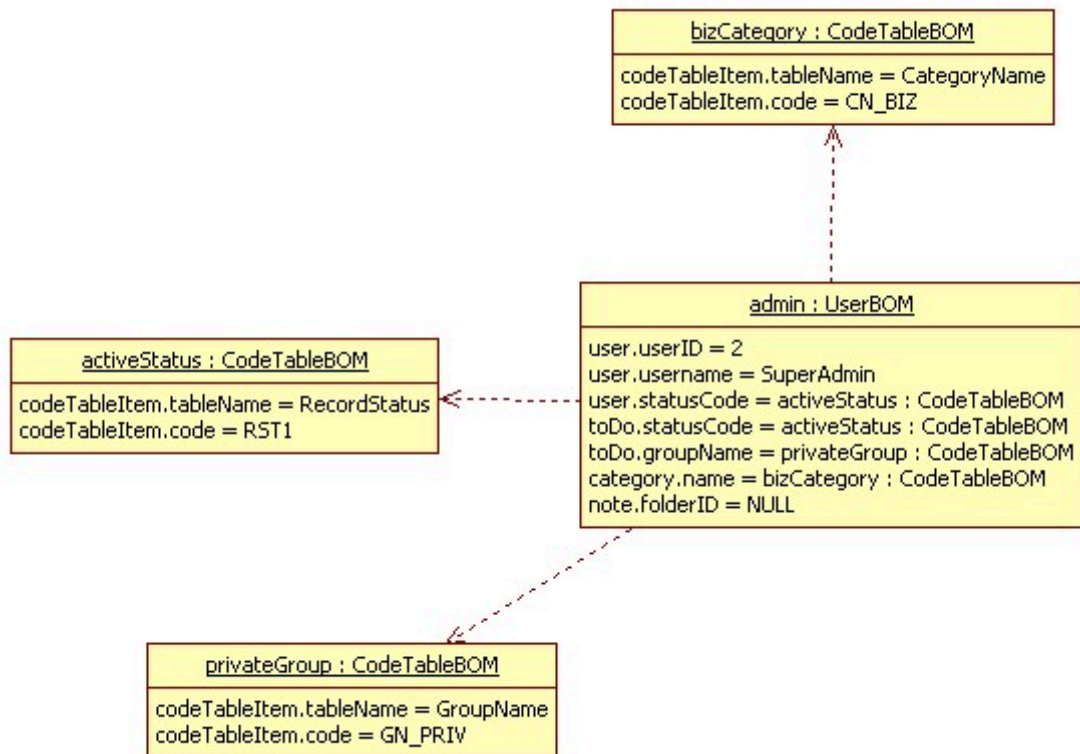 bizCategory : CodeTableBOM
codeTableItem.tableName = CategoryName
codeTableItem.code = CN_BIZ
admin : UserBOM
user.userID = 2
user.username = SuperAdmin
user.statusCode = activeStatus : CodeTableBOM
toDo.statusCode = activeStatus : CodeTableBOM
toDo.groupName = privateGroup : CodeTableBOM
category.name = bizCategory : CodeTableBOM
note.folderID = NULL
activeStatus : CodeTableBOM
codeTableItem.tableName = RecordStatus
codeTableItem.code = RST1
privateGroup : CodeTableBOM
codeTableItem.tableName = GroupName
codeTableItem.code = GN_PRIV